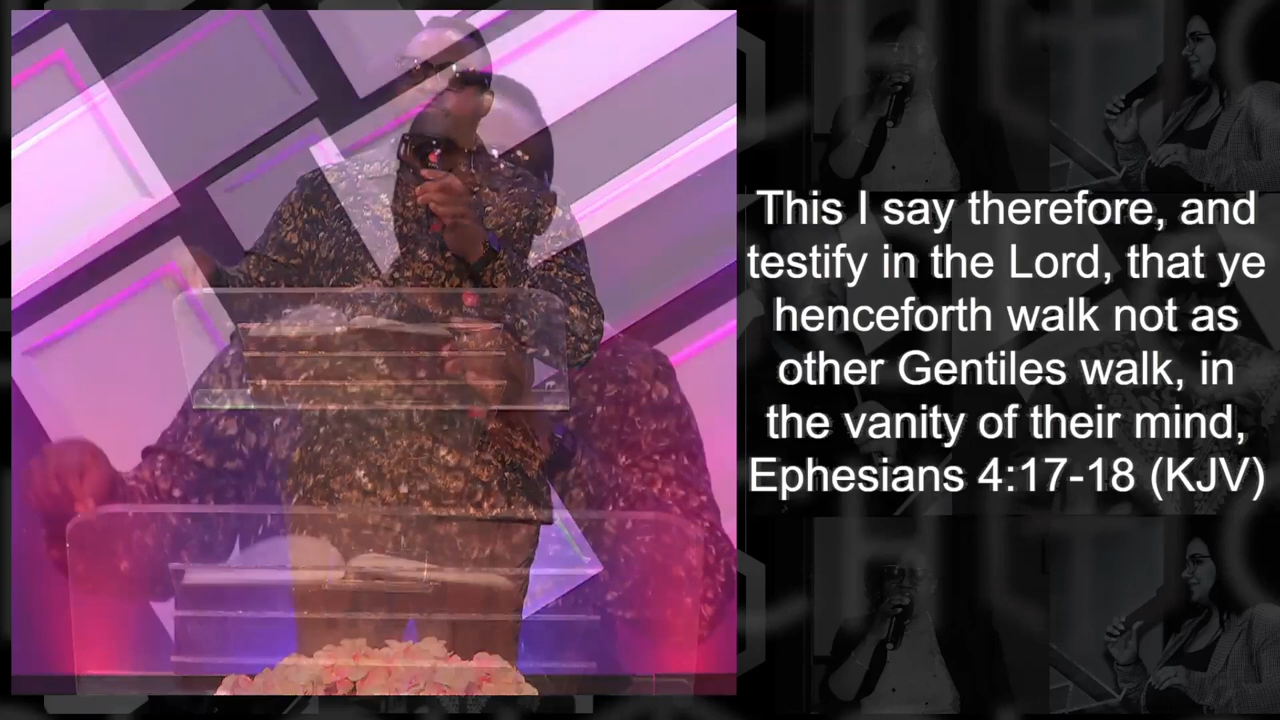 This I say therefore, and
testify in the Lord, that ye
henceforth walk not as
other Gentiles walk, in
the vanity of their mind,
Ephesians 4:17-18 (KJV)